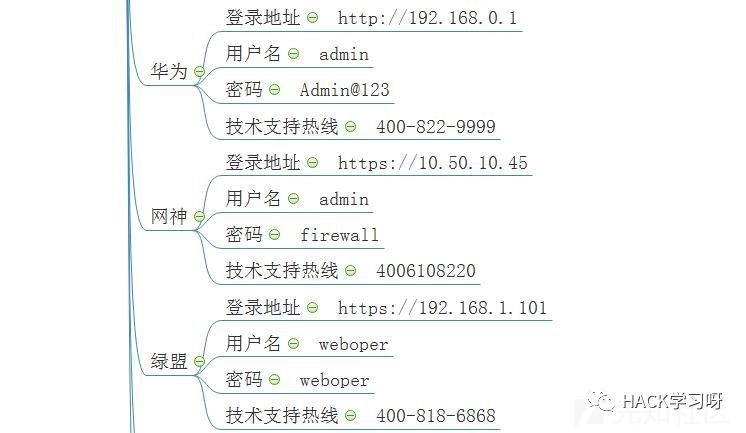 华为
登录地址 http://192.168.0.1
用户名 admin
密码 Admin@123
技术支持热线 400-822-9999
网神
登录地址 https://10.50.10.45
用户名 admin
密码 firewall
技术支持热线 4006108220
绿盟
登录地址 https://192.168.1.101
用户名 weboper
密码 weboper
技术支持热线 400-818-6868
HACK学习呀
先知社区